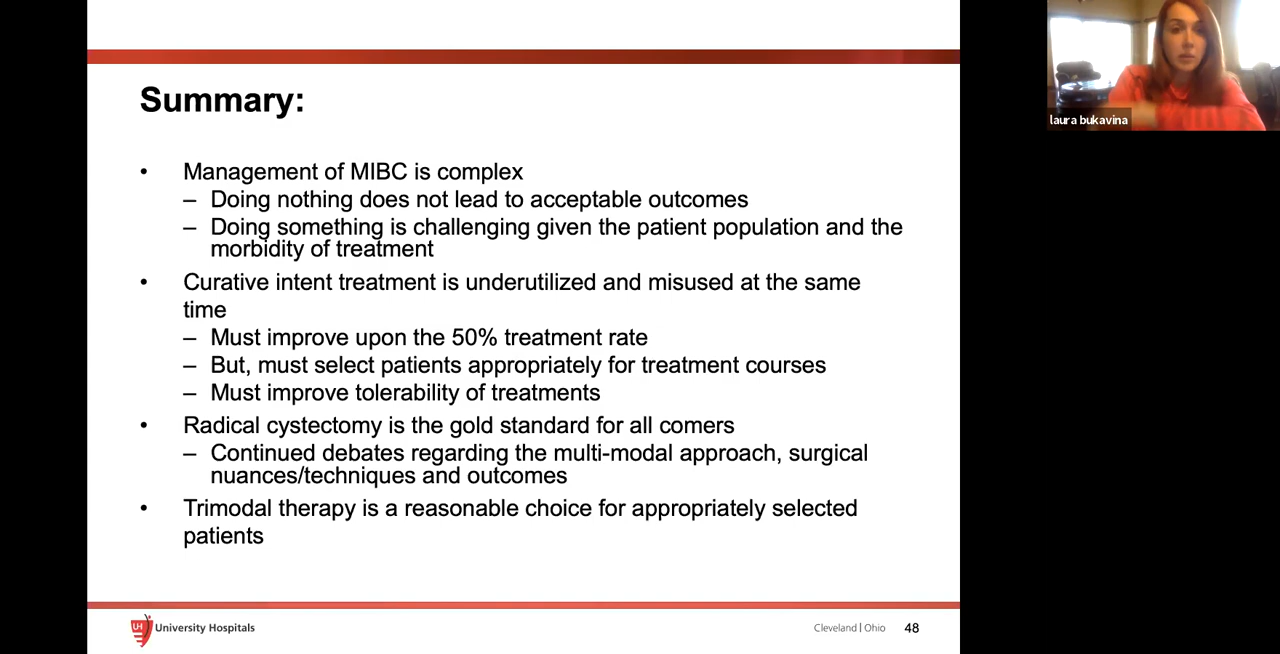 Summary:
• Management of MIBC is complex
– Doing nothing does not lead to acceptable outcomes
– Doing something is challenging given the patient population and the
morbidity of treatment
• Curative intent treatment is underutilized and misused at the same
time
– Must improve upon the 50% treatment rate
– But, must select patients appropriately for treatment courses
– Must improve tolerability of treatments
• Radical cystectomy is the gold standard for all comers
– Continued debates regarding the multi-modal approach, surgical
nuances/techniques and outcomes
• Trimodal therapy is a reasonable choice for appropriately selected
patients
UH University Hospitals
Cleveland | Ohio 48
laura bukavina